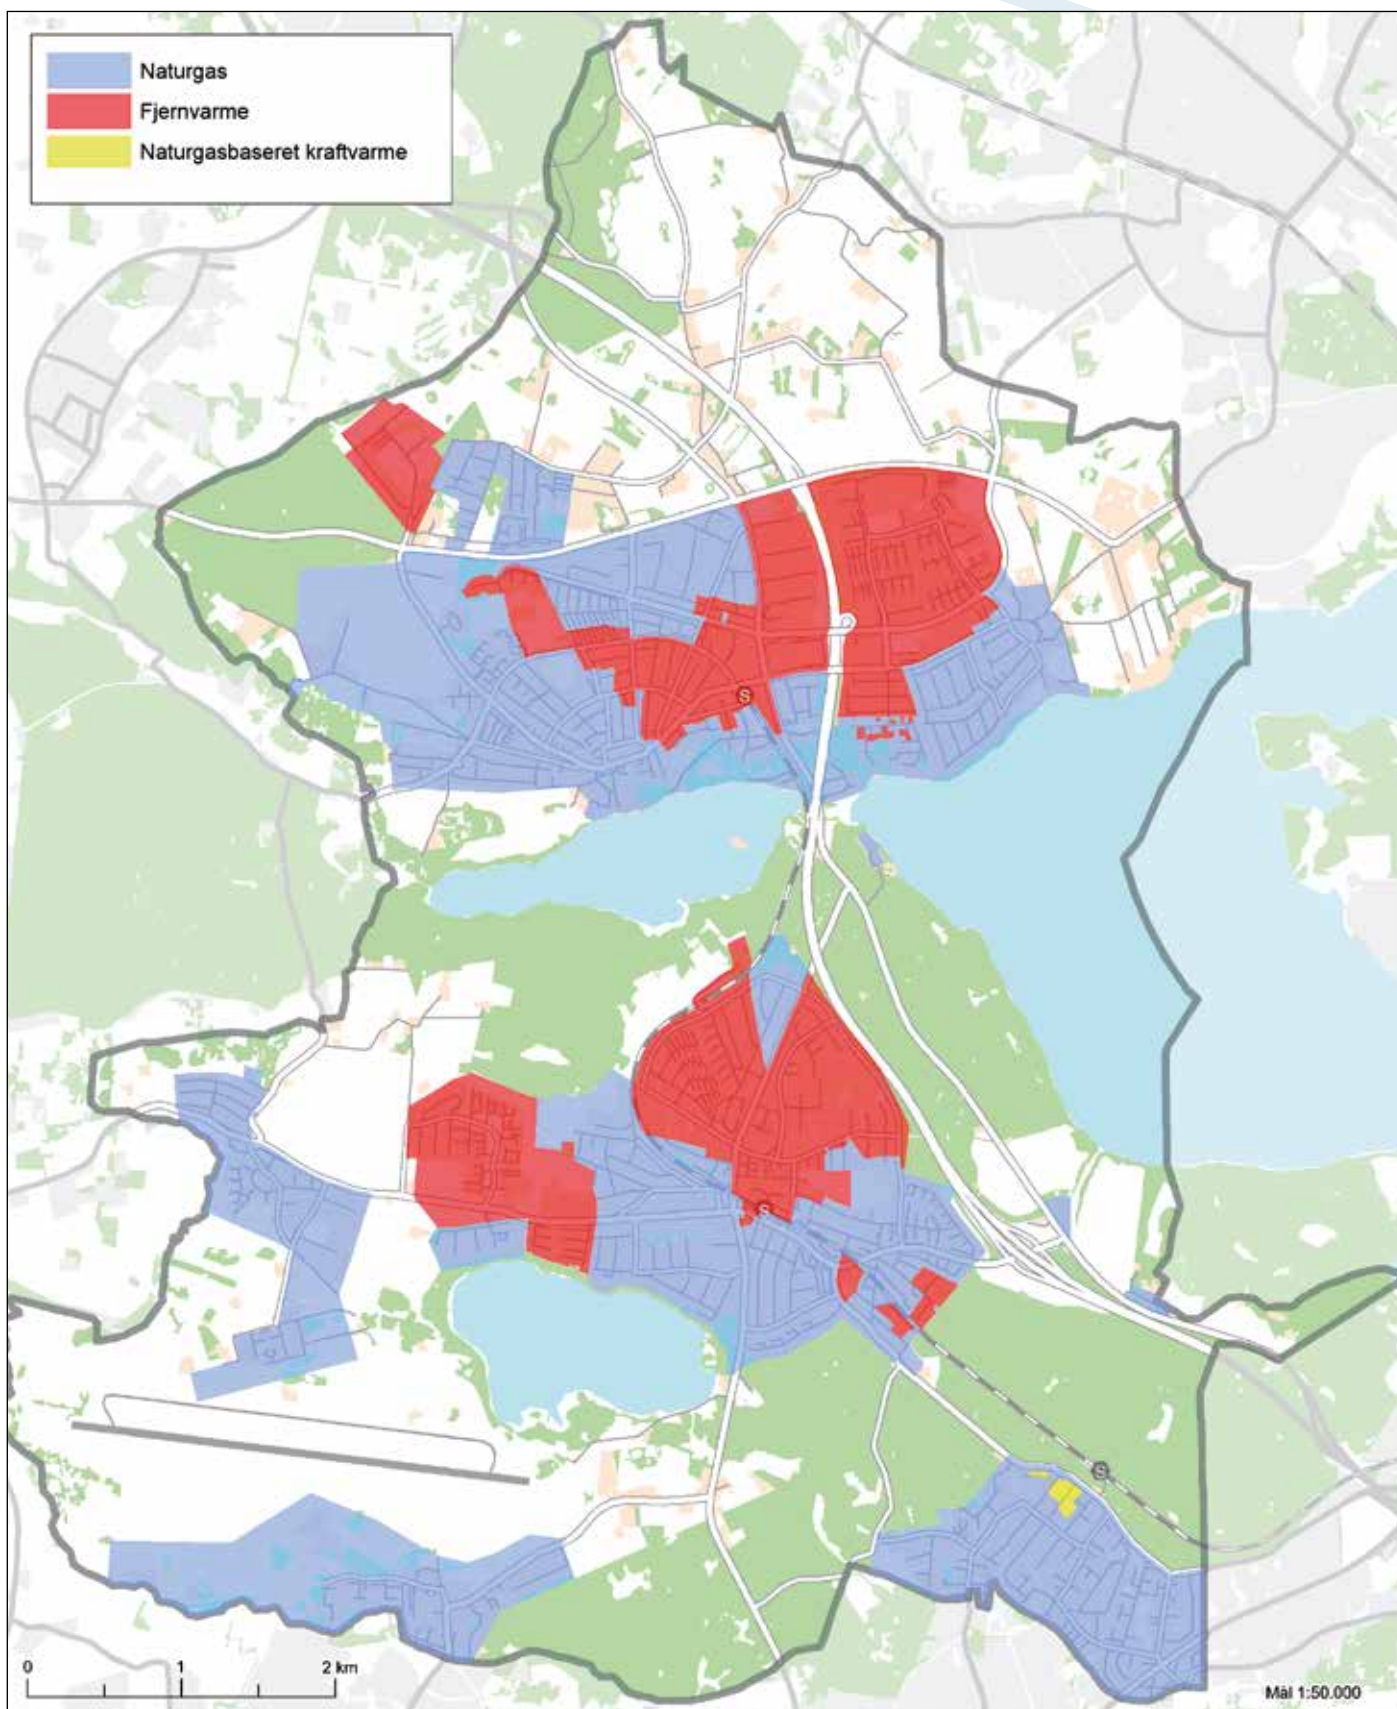 Naturgas
Fjernvarme
Naturgasbaseret kraftvarme
S
S
S
0 1 2 km
Mål 1:50.000